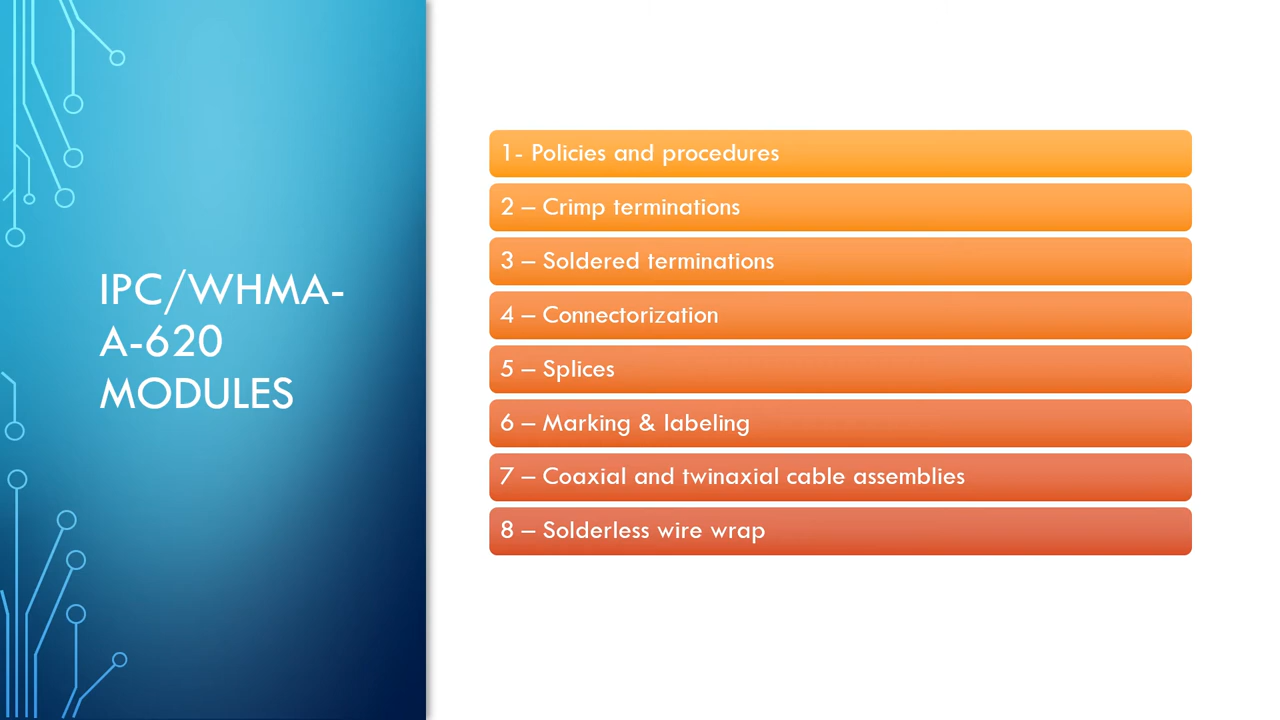 IPC/WHMA-
A-620
MODULES
1- Policies and procedures
2 – Crimp terminations
3 – Soldered terminations
4 – Connectorization
5 – Splices
6 – Marking & labeling
7 – Coaxial and twinaxial cable assemblies
8 – Solderless wire wrap